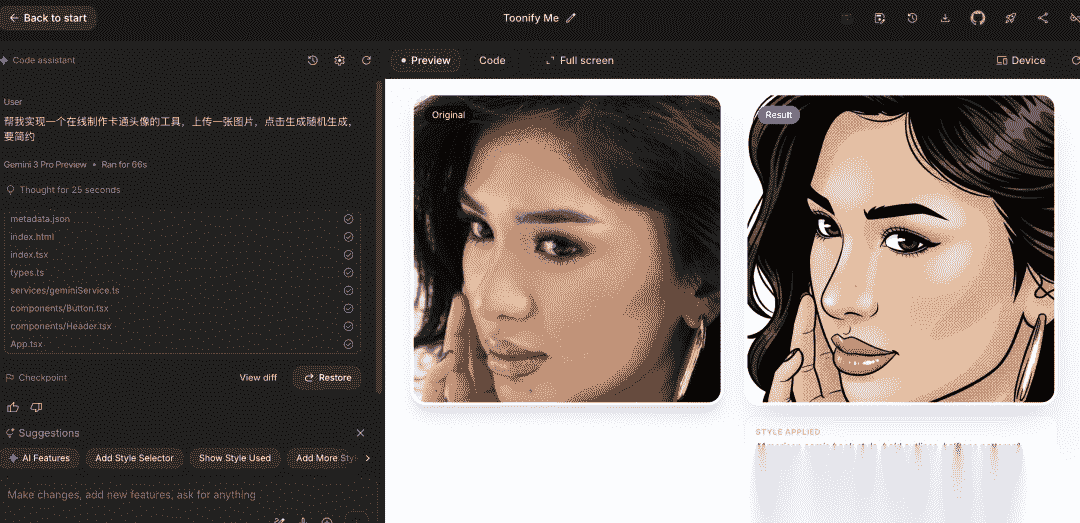 Back to start
Toonify Me
Code assistant
User
帮我实现一个在线制作卡通头像的工具，上传一张图片，点击生成随机生成，
要简约
Gemini 3 Pro Preview • Ran for 66s
Thought for 25 seconds
metadata.json
index.html
index.tsx
types.ts
services/geminiService.ts
components/Button.tsx
components/Header.tsx
App.tsx
Checkpoint
View diff
Restore
Suggestions
AI Features
Add Style Selector
Show Style Used
Add More
Make changes, add new features, ask for anything
Preview
Code
Full screen
Device
Original
Result
STYLE APPLIED